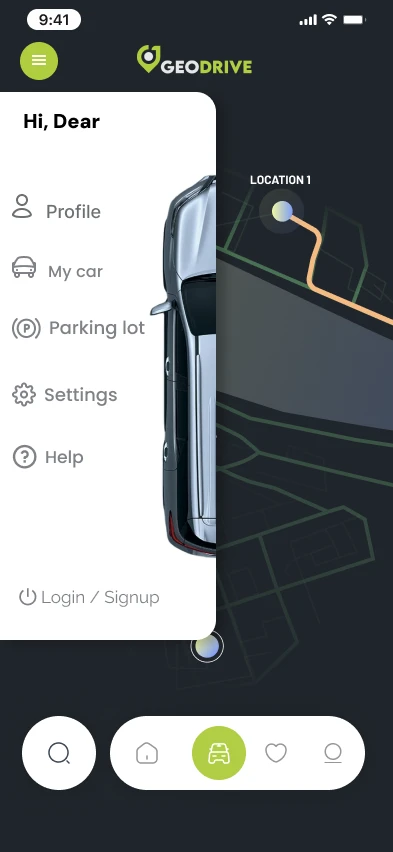 9:41
GEODRIVE
Hi, Dear
LOCATION 1
Profile
My car
P Parking lot
Settings
? Help
Login / Signup